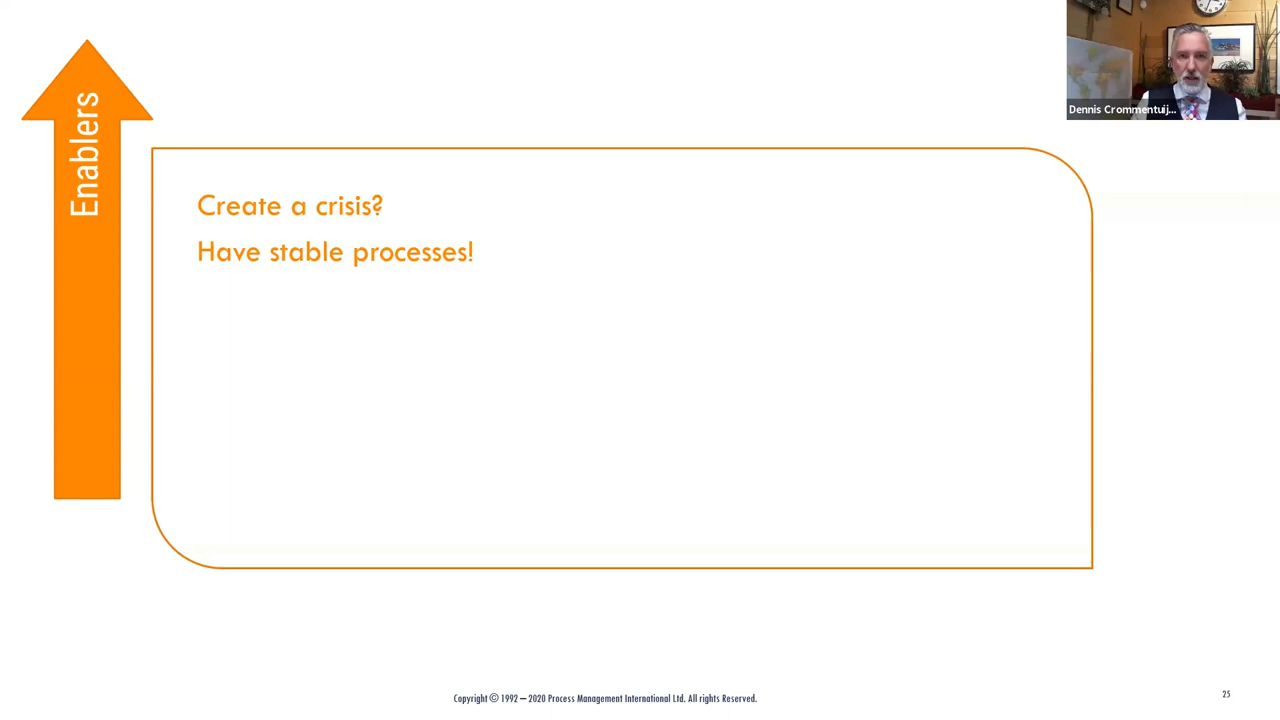 Enablers
Dennis Crommentuij...
Create a crisis?
Have stable processes!
Copyright © 1992 – 2020 Process Management International Ltd. All rights Reserved.
25